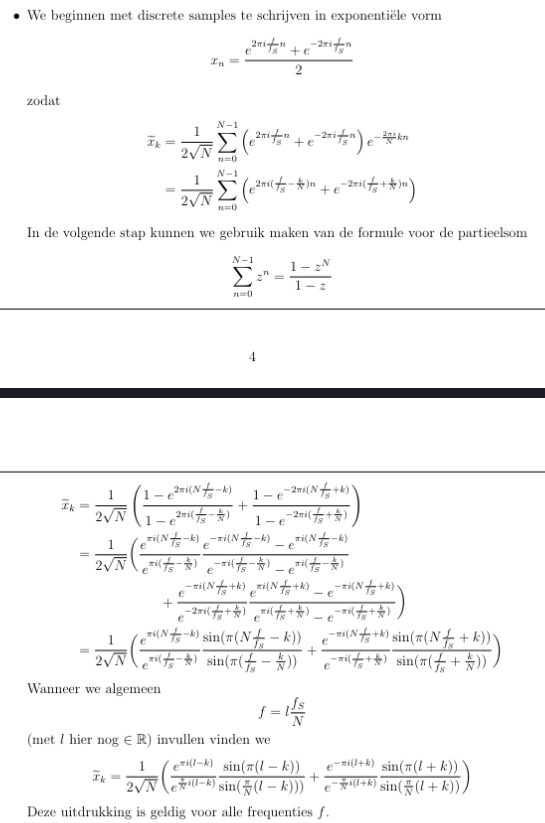 • We beginnen met discrete samples te schrijven in exponentiële vorm
x_n = \frac{e^{2\pi i \frac{f}{f_S} n} + e^{-2\pi i \frac{f}{f_S} n}}{2}
zodat
\widetilde{x}_k = \frac{1}{2\sqrt{N}} \sum_{n=0}^{N-1} \left( e^{2\pi i \frac{f}{f_S} n} + e^{-2\pi i \frac{f}{f_S} n} \right) e^{-\frac{2\pi i}{N} kn}
= \frac{1}{2\sqrt{N}} \sum_{n=0}^{N-1} \left( e^{2\pi i (\frac{f}{f_S} - \frac{k}{N}) n} + e^{-2\pi i (\frac{f}{f_S} + \frac{k}{N}) n} \right)
In de volgende stap kunnen we gebruik maken van de formule voor de partieelsom
\sum_{n=0}^{N-1} z^n = \frac{1 - z^N}{1 - z}
4
\widetilde{x}_k = \frac{1}{2\sqrt{N}} \left( \frac{1 - e^{2\pi i (N \frac{f}{f_S} - k)}}{1 - e^{2\pi i (\frac{f}{f_S} - \frac{k}{N})}} + \frac{1 - e^{-2\pi i (N \frac{f}{f_S} + k)}}{1 - e^{-2\pi i (\frac{f}{f_S} + \frac{k}{N})}} \right)
= \frac{1}{2\sqrt{N}} \left( \frac{e^{\pi i (N \frac{f}{f_S} - k)}}{e^{\pi i (\frac{f}{f_S} - \frac{k}{N})}} \frac{e^{-\pi i (N \frac{f}{f_S} - k)} - e^{\pi i (N \frac{f}{f_S} - k)}}{e^{-\pi i (\frac{f}{f_S} - \frac{k}{N})} - e^{\pi i (\frac{f}{f_S} - \frac{k}{N})}}
+ \frac{e^{-\pi i (N \frac{f}{f_S} + k)}}{e^{-2\pi i (\frac{f}{f_S} + \frac{k}{N})}} \frac{e^{\pi i (N \frac{f}{f_S} + k)} - e^{-\pi i (N \frac{f}{f_S} + k)}}{e^{\pi i (\frac{f}{f_S} + \frac{k}{N})} - e^{-\pi i (\frac{f}{f_S} + \frac{k}{N})}} \right)
= \frac{1}{2\sqrt{N}} \left( \frac{e^{\pi i (N \frac{f}{f_S} - k)}}{e^{\pi i (\frac{f}{f_S} - \frac{k}{N})}} \frac{\sin(\pi (N \frac{f}{f_s} - k))}{\sin(\pi (\frac{f}{f_s} - \frac{k}{N}))} + \frac{e^{-\pi i (N \frac{f}{f_S} + k)}}{e^{-\pi i (\frac{f}{f_S} + \frac{k}{N})}} \frac{\sin(\pi (N \frac{f}{f_s} + k))}{\sin(\pi (\frac{f}{f_s} + \frac{k}{N}))} \right)
Wanneer we algemeen
f = l \frac{f_S}{N}
(met l hier nog ∈ ℝ) invullen vinden we
\widetilde{x}_k = \frac{1}{2\sqrt{N}} \left( \frac{e^{\pi i (l-k)}}{e^{\frac{\pi}{N} i (l-k)}} \frac{\sin(\pi (l-k))}{\sin(\frac{\pi}{N} (l-k)))} + \frac{e^{-\pi i (l+k)}}{e^{-\frac{\pi}{N} i (l+k)}} \frac{\sin(\pi (l+k))}{\sin(\frac{\pi}{N} (l+k))} \right)
Deze uitdrukking is geldig voor alle frequenties f.